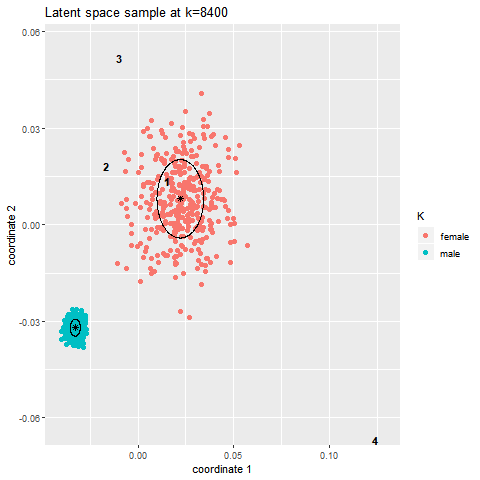 Latent space sample at k=8400
0.06
3
0.03
2
1
0.00
-0.03
-0.06
4
0.00
0.05
0.10
coordinate 1
coordinate 2
K
female
male